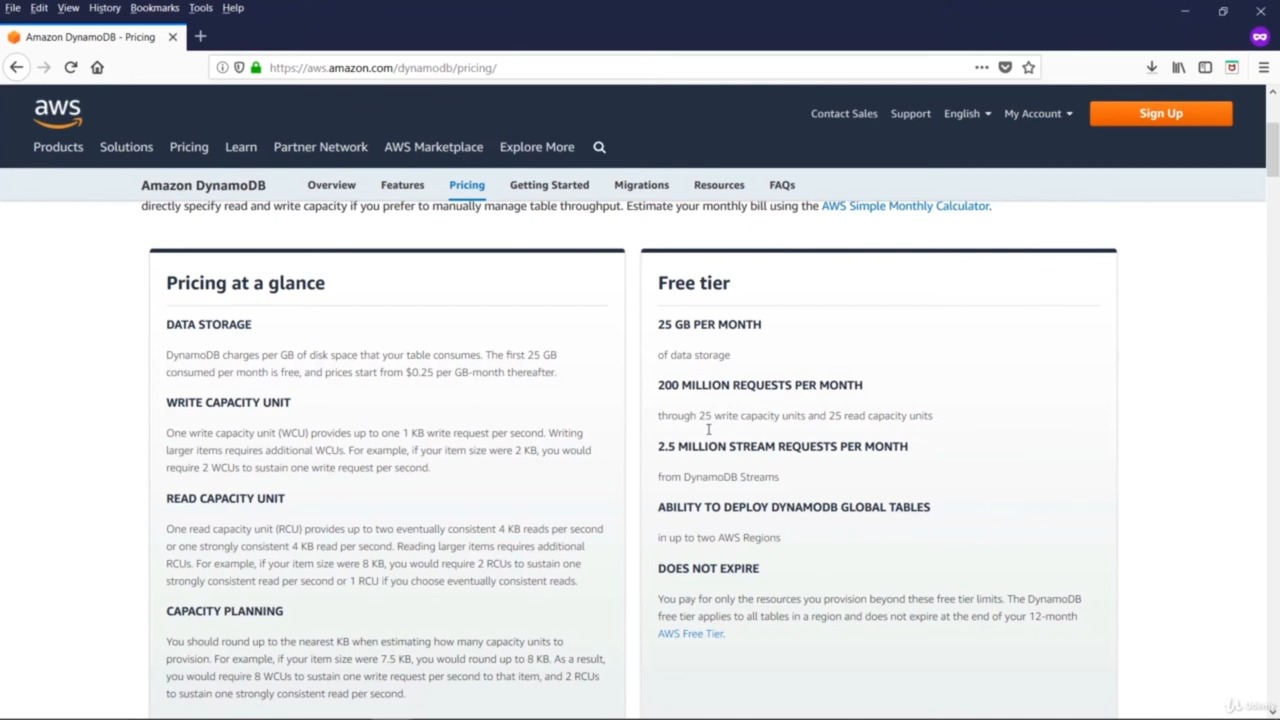 File Edit View History Bookmarks Tools Help
Amazon DynamoDB - Pricing
https://aws.amazon.com/dynamodb/pricing/
aws
Contact Sales Support English My Account Sign Up
Products Solutions Pricing Learn Partner Network AWS Marketplace Explore More
Amazon DynamoDB Overview Features Pricing Getting Started Migrations Resources FAQs
directly specify read and write capacity if you prefer to manually manage table throughput. Estimate your monthly bill using the AWS Simple Monthly Calculator.
Pricing at a glance
DATA STORAGE
DynamoDB charges per GB of disk space that your table consumes. The first 25 GB
consumed per month is free, and prices start from $0.25 per GB-month thereafter.
WRITE CAPACITY UNIT
One write capacity unit (WCU) provides up to one 1 KB write request per second. Writing
larger items requires additional WCUs. For example, if your item size were 2 KB, you would
require 2 WCUs to sustain one write request per second.
READ CAPACITY UNIT
One read capacity unit (RCU) provides up to two eventually consistent 4 KB reads per second
or one strongly consistent 4 KB read per second. Reading larger items requires additional
RCUs. For example, if your item size were 8 KB, you would require 2 RCUs to sustain one
strongly consistent read per second or 1 RCU if you choose eventually consistent reads.
CAPACITY PLANNING
You should round up to the nearest KB when estimating how many capacity units to
provision. For example, if your item size were 7.5 KB, you would round up to 8 KB. As a result,
you would require 8 WCUs to sustain one write request per second to that item, and 2 RCUs
to sustain one strongly consistent read per second.
Free tier
25 GB PER MONTH
of data storage
200 MILLION REQUESTS PER MONTH
through 25 write capacity units and 25 read capacity units
2.5 MILLION STREAM REQUESTS PER MONTH
from DynamoDB Streams
ABILITY TO DEPLOY DYNAMODB GLOBAL TABLES
in up to two AWS Regions
DOES NOT EXPIRE
You pay for only the resources you provision beyond these free tier limits. The DynamoDB
free tier applies to all tables in a region and does not expire at the end of your 12-month
AWS Free Tier.
Udemy